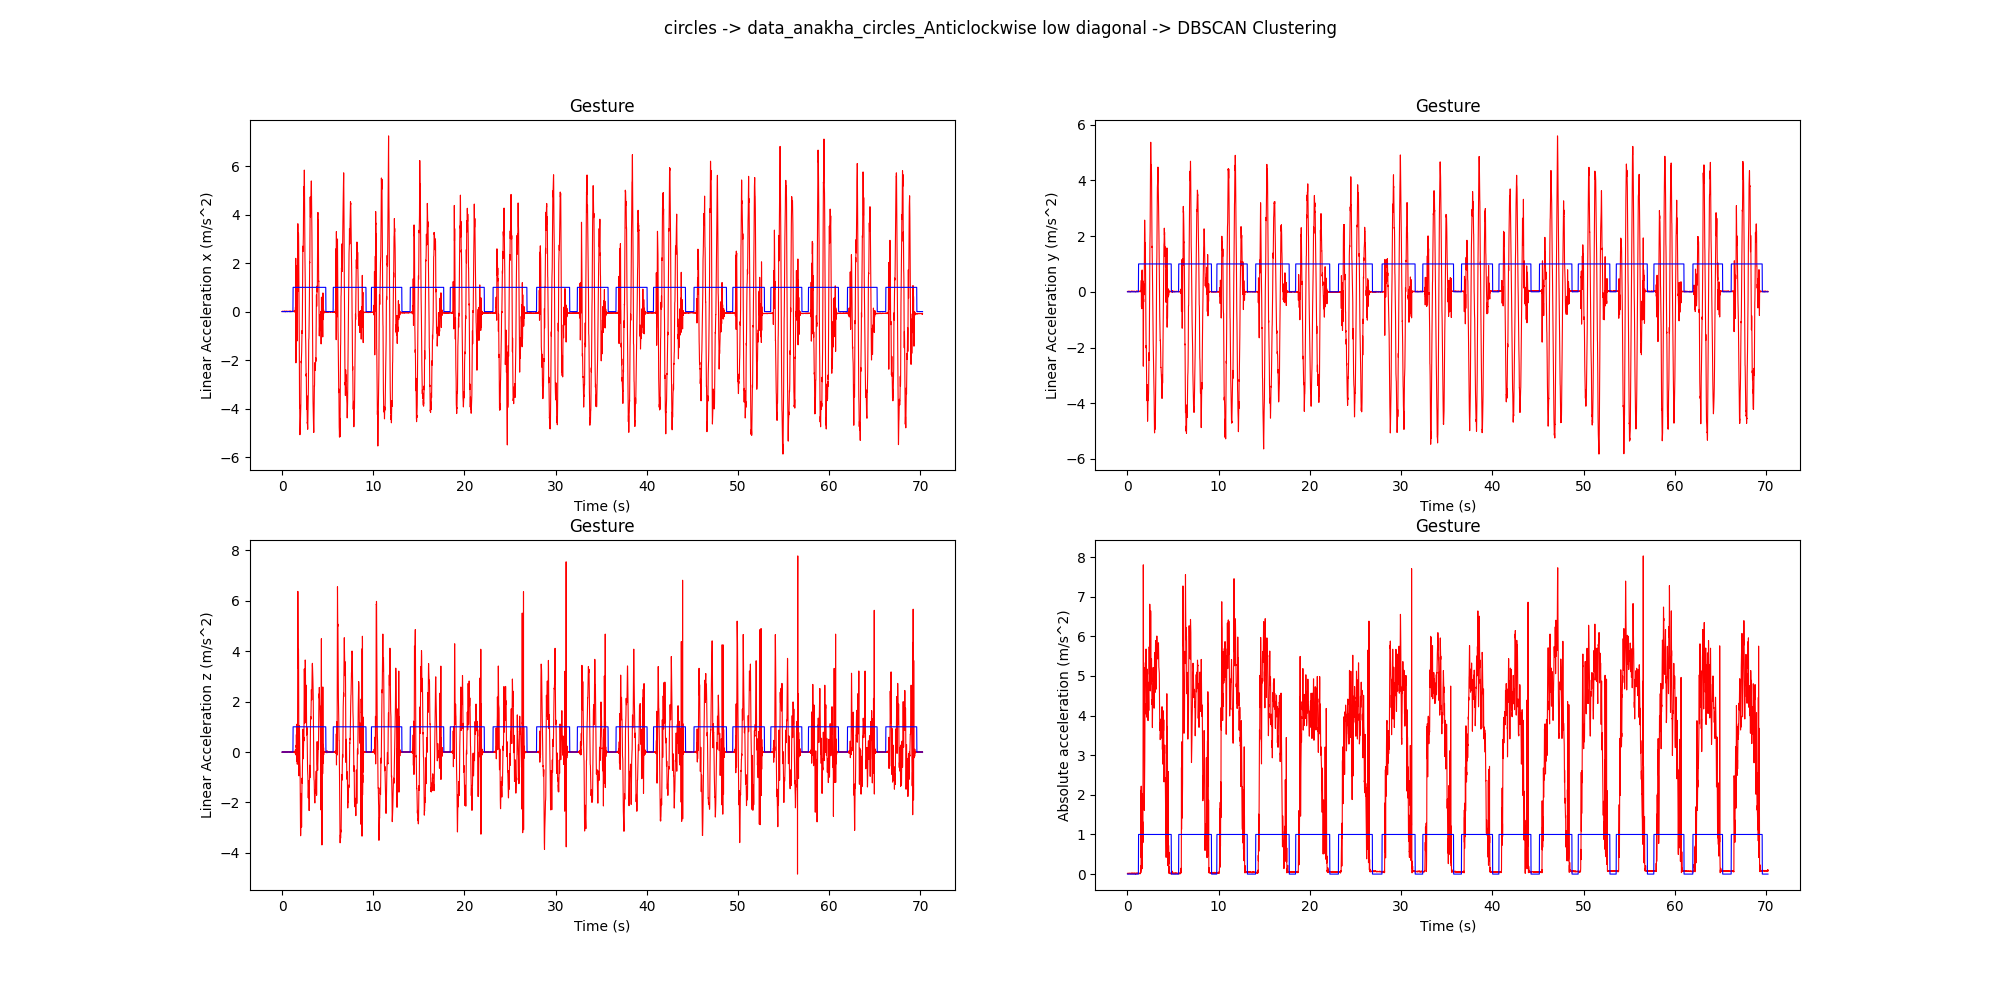 circles -> data_anakha_circles_Anticlockwise low diagonal -> DBSCAN Clustering
Gesture
Linear Acceleration x (m/s^2)
6
4
2
0
−2
−4
−6
0 10 20 30 40 50 60 70
Time (s)
Gesture
Linear Acceleration y (m/s^2)
6
4
2
0
−2
−4
−6
0 10 20 30 40 50 60 70
Time (s)
Gesture
Linear Acceleration z (m/s^2)
8
6
4
2
0
−2
−4
0 10 20 30 40 50 60 70
Time (s)
Gesture
Absolute acceleration (m/s^2)
8
7
6
5
4
3
2
1
0
0 10 20 30 40 50 60 70
Time (s)